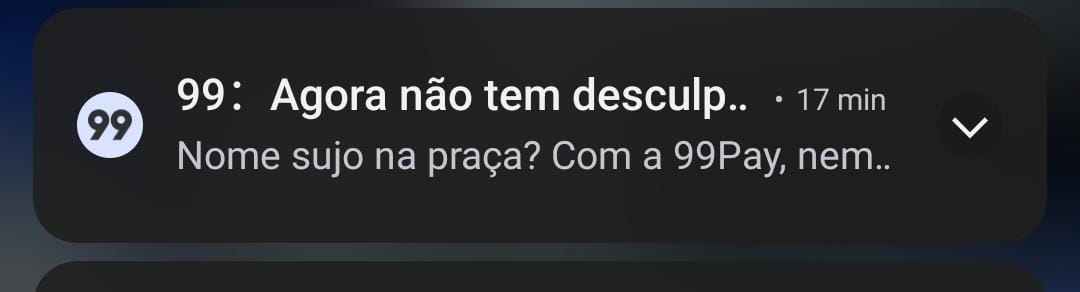 99
99: Agora não tem desculp.. • 17 min
Nome sujo na praça? Com a 99Pay, nem..